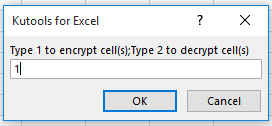 Kutools for Excel
Type 1 to encrypt cell(s);Type 2 to decrypt cell(s)
1
OK
Cancel